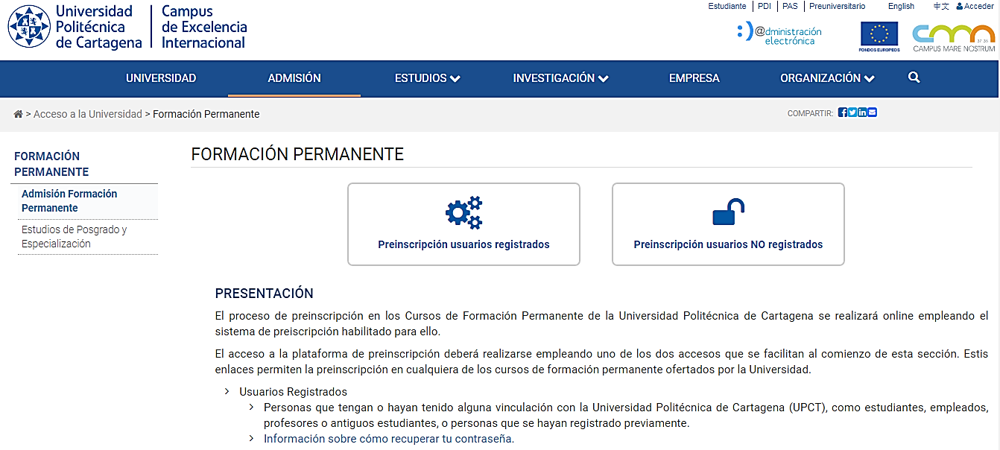 Universidad
Politécnica
de Cartagena
Campus
de Excelencia
Internacional
Estudiante PDI PAS Preuniversitario English 中文 Acceder
:) @dministración
electrónica
FONDOS EUROPEOS
cmn
37 38
CAMPUS MARE NOSTRUM
UNIVERSIDAD ADMISIÓN ESTUDIOS INVESTIGACIÓN EMPRESA ORGANIZACIÓN
> Acceso a la Universidad > Formación Permanente
COMPARTIR:
FORMACIÓN
PERMANENTE
Admisión Formación
Permanente
Estudios de Posgrado y
Especialización
FORMACIÓN PERMANENTE
Preinscripción usuarios registrados
Preinscripción usuarios NO registrados
PRESENTACIÓN
El proceso de preinscripción en los Cursos de Formación Permanente de la Universidad Politécnica de Cartagena se realizará online empleando el
sistema de preiscripción habilitado para ello.
El acceso a la plataforma de preinscripción deberá realizarse empleando uno de los dos accesos que se facilitan al comienzo de esta sección. Estis
enlaces permiten la preinscripción en cualquiera de los cursos de formación permanente ofertados por la Universidad.
Usuarios Registrados
Personas que tengan o hayan tenido alguna vinculación con la Universidad Politécnica de Cartagena (UPCT), como estudiantes, empleados,
profesores o antiguos estudiantes, o personas que se hayan registrado previamente.
Información sobre cómo recuperar tu contraseña.